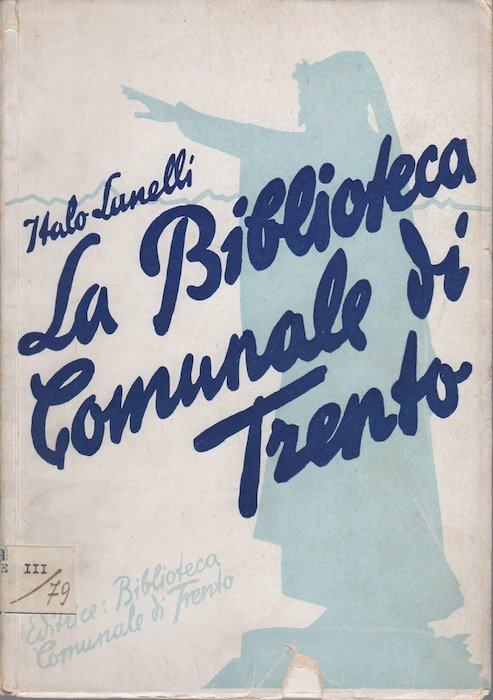 Italo Lunelli
La Biblioteca
Comunale di
Trento
R
E III
/79
Editrice: Biblioteca
Comunale di Trento